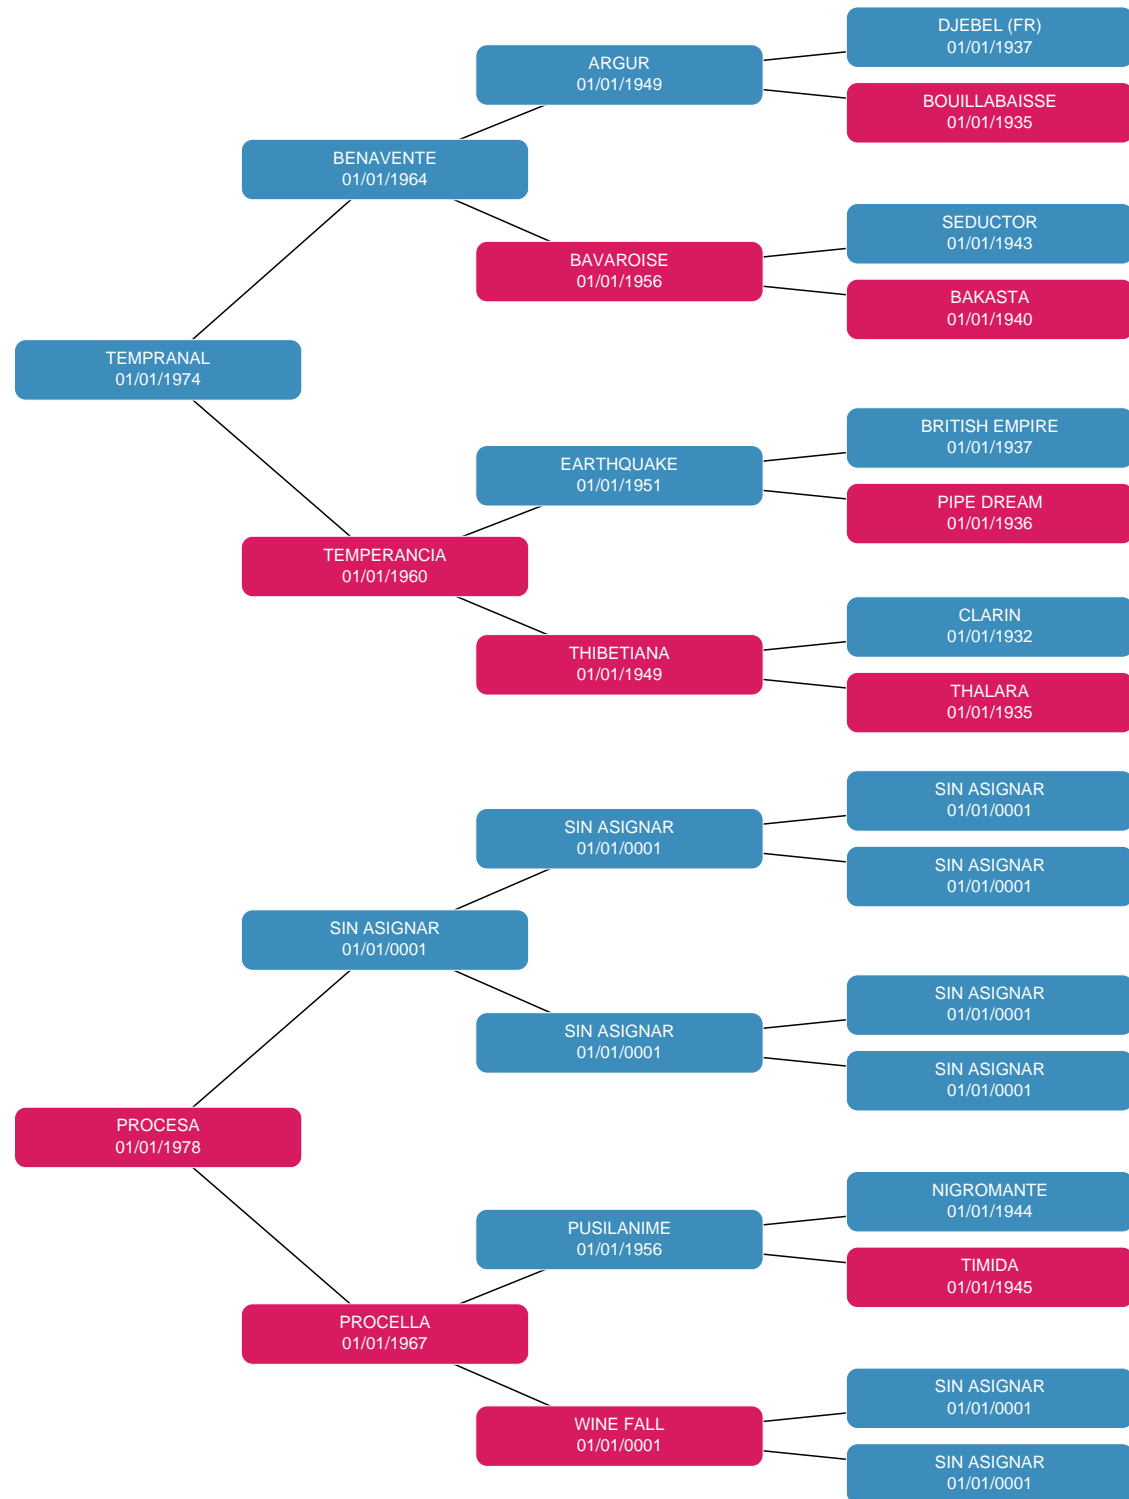 DJEBEL (FR)
01/01/1937
ARGUR
01/01/1949
BOUILLABAISSE
01/01/1935
BENAVENTE
01/01/1964
SEDUCTOR
01/01/1943
BAVAROISE
01/01/1956
BAKASTA
01/01/1940
TEMPRANAL
01/01/1974
BRITISH EMPIRE
01/01/1937
EARTHQUAKE
01/01/1951
PIPE DREAM
01/01/1936
TEMPERANCIA
01/01/1960
CLARIN
01/01/1932
THIBETIANA
01/01/1949
THALARA
01/01/1935
SIN ASIGNAR
01/01/0001
SIN ASIGNAR
01/01/0001
SIN ASIGNAR
01/01/0001
SIN ASIGNAR
01/01/0001
SIN ASIGNAR
01/01/0001
SIN ASIGNAR
01/01/0001
SIN ASIGNAR
01/01/0001
PROCESA
01/01/1978
NIGROMANTE
01/01/1944
PUSILANIME
01/01/1956
TIMIDA
01/01/1945
PROCELLA
01/01/1967
SIN ASIGNAR
01/01/0001
WINE FALL
01/01/0001
SIN ASIGNAR
01/01/0001